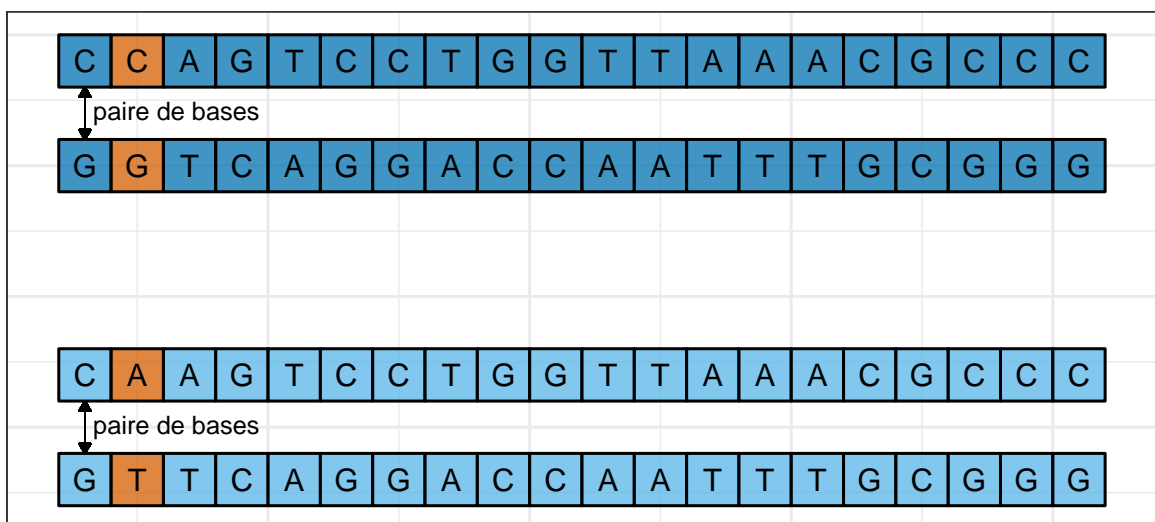 C C A G T C C T G G T T A A A C G C C C
paire de bases
G G T C A G G A C C A A T T T G C G G G
C A A G T C C T G G T T A A A C G C C C
paire de bases
G T T C A G G A C C A A T T T G C G G G